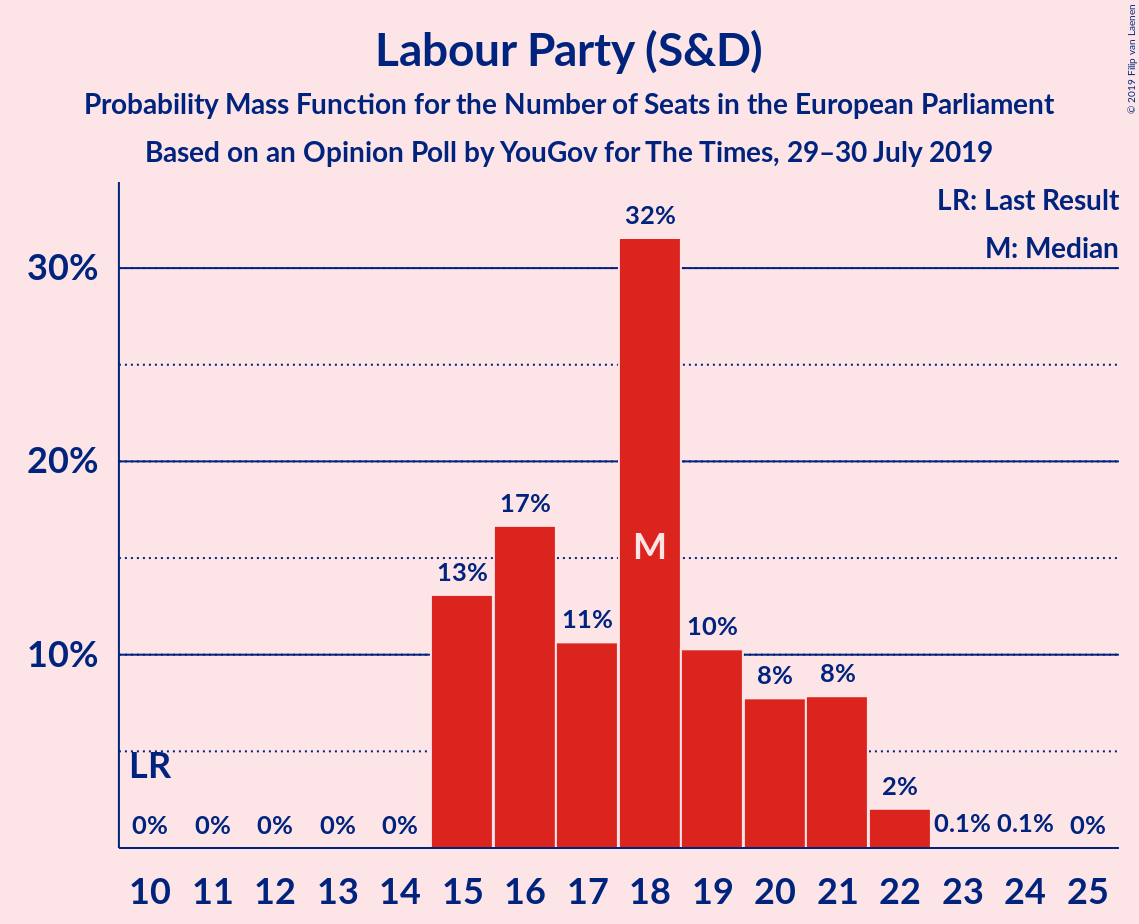 Labour Party (S&D)
Probability Mass Function for the Number of Seats in the European Parliament
Based on an Opinion Poll by YouGov for The Times, 29–30 July 2019
© 2019 Filip van Laenen
LR: Last Result
M: Median
30%
20%
10%
32%
17%
13%
11%
10%
8%
8%
2%
M
LR
0%
0%
0%
0%
0%
0.1%
0.1%
0%
10 11 12 13 14 15 16 17 18 19 20 21 22 23 24 25